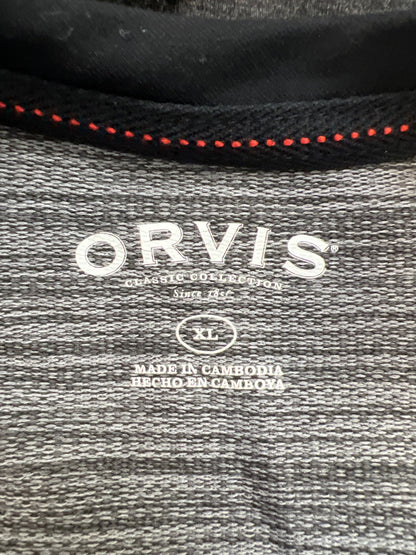 ORVIS®
CLASSIC COLLECTION
Since 1856
XL
MADE IN CAMBODIA
HECHO EN CAMBOYA